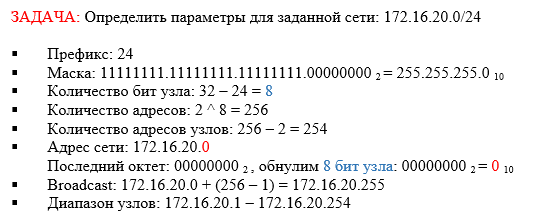 ЗАДАЧА: Определить параметры для заданной сети: 172.16.20.0/24
▪ Префикс: 24
▪ Маска: 11111111.11111111.11111111.00000000 2 = 255.255.255.0 10
▪ Количество бит узла: 32 – 24 = 8
▪ Количество адресов: 2 ^ 8 = 256
▪ Количество адресов узлов: 256 – 2 = 254
▪ Адрес сети: 172.16.20.0
Последний октет: 00000000 2 , обнулим 8 бит узла: 00000000 2 = 0 10
▪ Broadcast: 172.16.20.0 + (256 – 1) = 172.16.20.255
▪ Диапазон узлов: 172.16.20.1 – 172.16.20.254